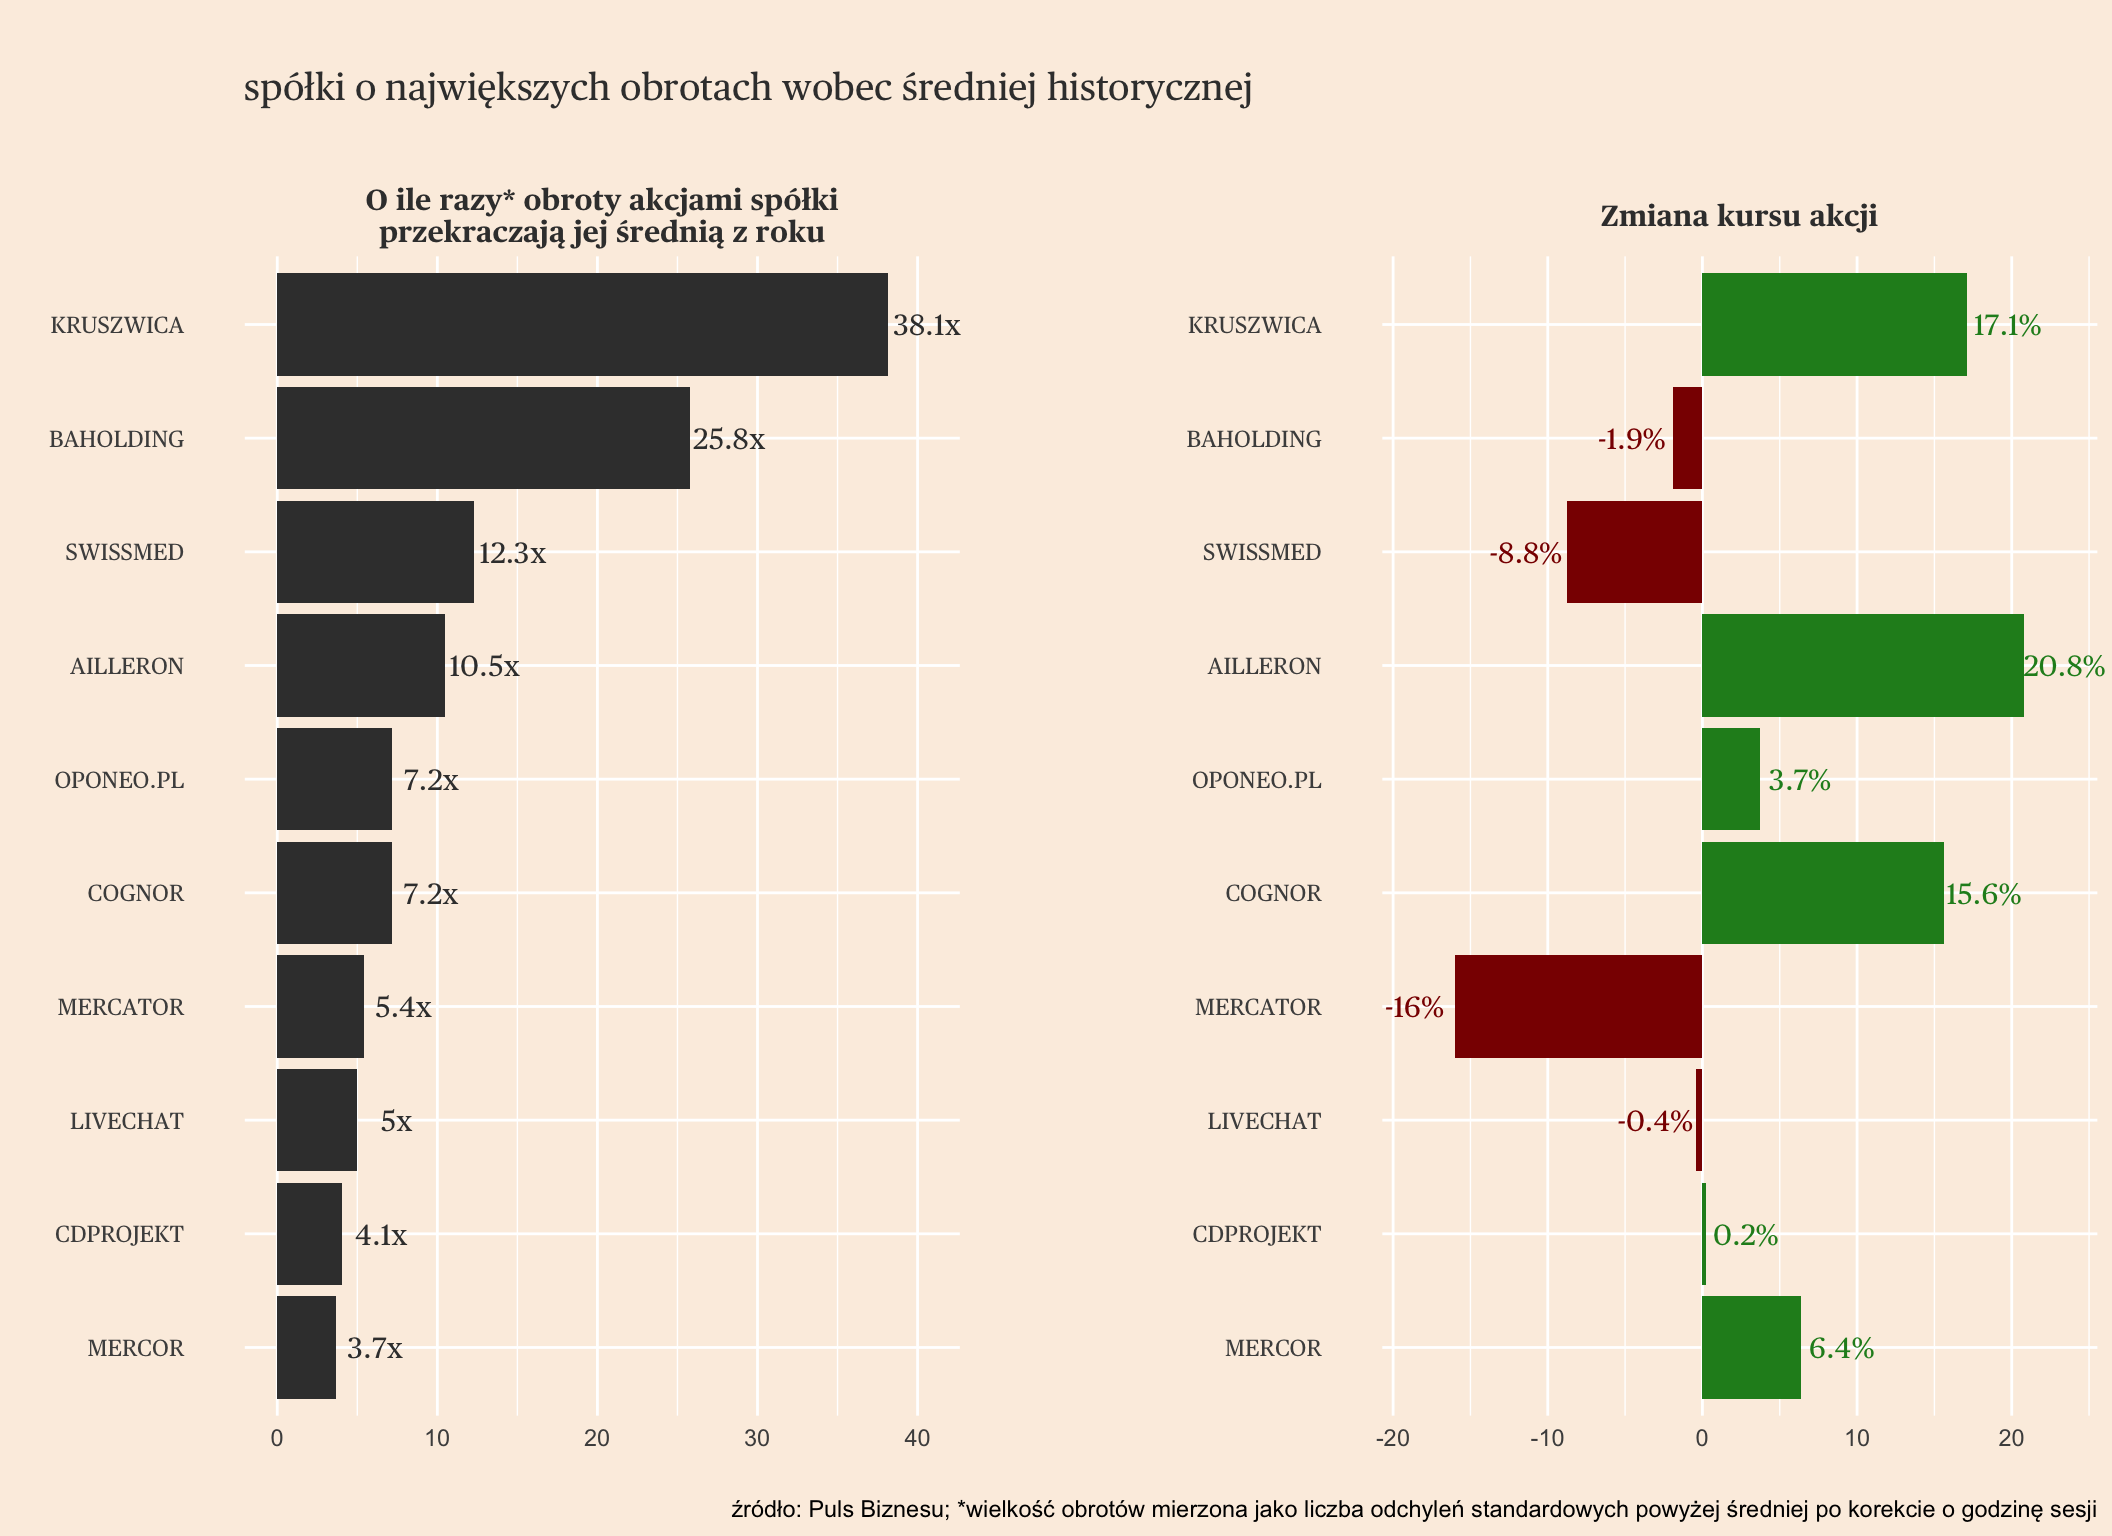 spółki o największych obrotach wobec średniej historycznej
O ile razy* obroty akcjami spółki
przekraczają jej średnią z roku
KRUSZWICA
38.1x
BAHOLDING
25.8x
SWISSMED
12.3x
AILLERON
10.5x
OPONEO.PL
7.2x
COGNOR
7.2x
MERCATOR
5.4x
LIVECHAT
5x
CDPROJEKT
4.1x
MERCOR
3.7x
0 10 20 30 40
Zmiana kursu akcji
KRUSZWICA
17.1%
BAHOLDING
-1.9%
SWISSMED
-8.8%
AILLERON
20.8%
OPONEO.PL
3.7%
COGNOR
15.6%
MERCATOR
-16%
LIVECHAT
-0.4%
CDPROJEKT
0.2%
MERCOR
6.4%
-20 -10 0 10 20
źródło: Puls Biznesu; *wielkość obrotów mierzona jako liczba odchyleń standardowych powyżej średniej po korekcie o godzinę sesji